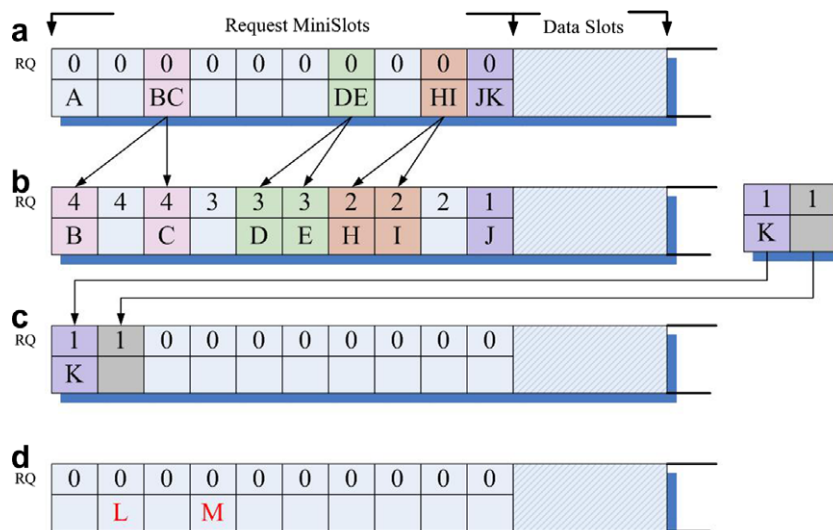 Request MiniSlots Data Slots
a
RQ 0 0 0 0 0 0 0 0 0 0
A BC DE HI JK
b
RQ 4 4 4 3 3 3 2 2 2 1 1 1
B C D E H I J K
c
RQ 1 1 0 0 0 0 0 0 0 0
K
d
RQ 0 0 0 0 0 0 0 0 0 0
L M